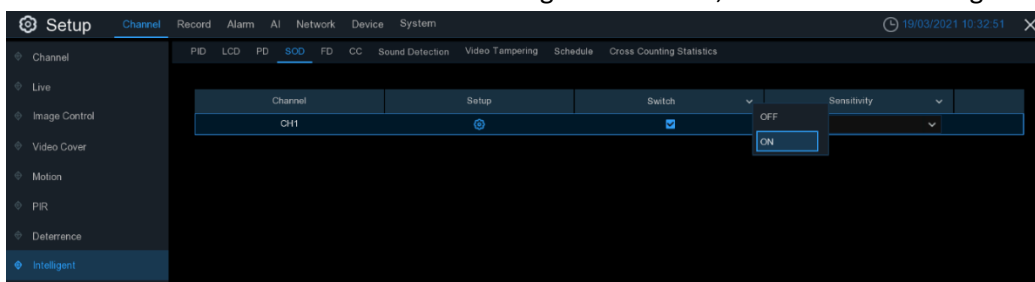 Setup Channel Record Alarm AI Network Device System 19/03/2021 10:32:51
PID LCD PD SOD FD CC Sound Detection Video Tampering Schedule Cross Counting Statistics
Channel
Live
Image Control
Video Cover
Motion
PIR
Deterrence
Intelligent
Channel Setup Switch Sensitivity
CH1
OFF
ON